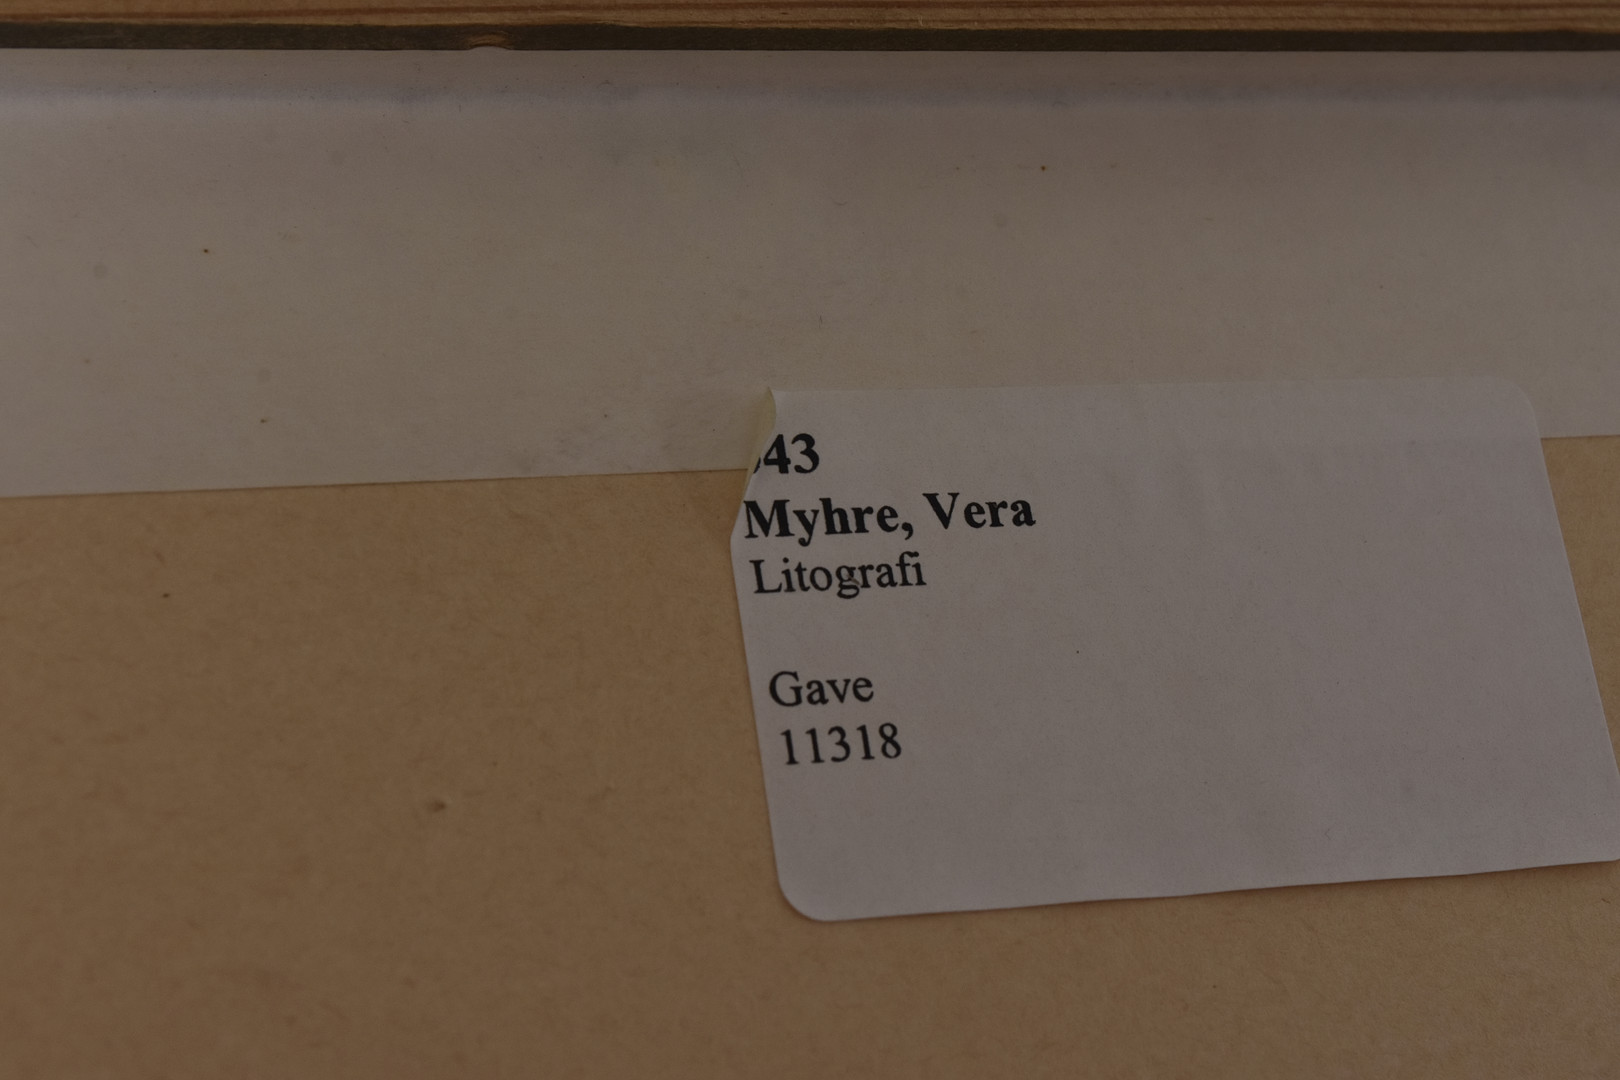 43
Myhre, Vera
Litografi
Gave
11318